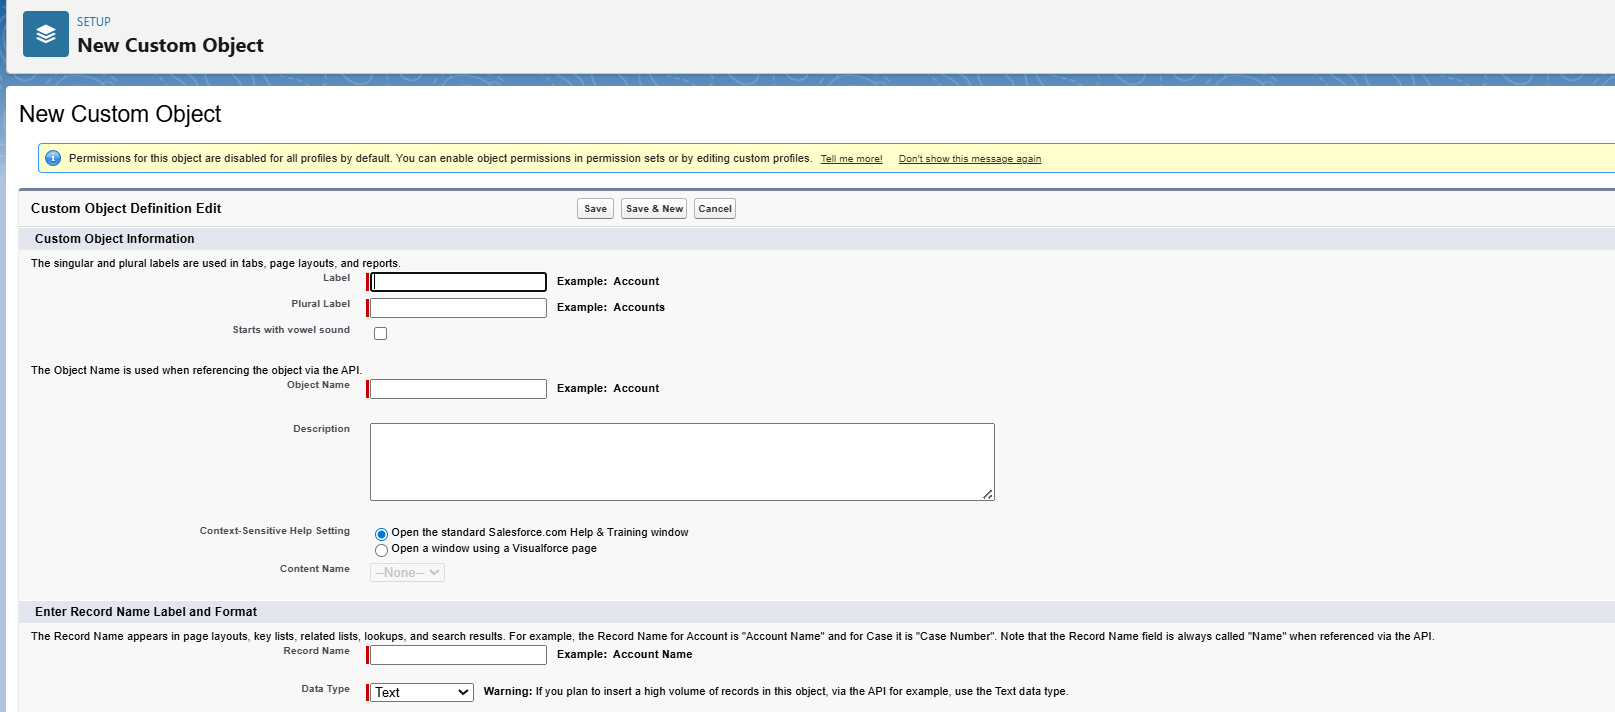 SETUP
New Custom Object
New Custom Object
Permissions for this object are disabled for all profiles by default. You can enable object permissions in permission sets or by editing custom profiles. Tell me more! Don't show this message again
Custom Object Definition Edit Save Save & New Cancel
Custom Object Information
The singular and plural labels are used in tabs, page layouts, and reports.
Label Example: Account
Plural Label Example: Accounts
Starts with vowel sound
The Object Name is used when referencing the object via the API.
Object Name Example: Account
Description
Context-Sensitive Help Setting Open the standard Salesforce.com Help & Training window
Open a window using a Visualforce page
Content Name --None--
Enter Record Name Label and Format
The Record Name appears in page layouts, key lists, related lists, lookups, and search results. For example, the Record Name for Account is "Account Name" and for Case it is "Case Number". Note that the Record Name field is always called "Name" when referenced via the API.
Record Name Example: Account Name
Data Type Text Warning: If you plan to insert a high volume of records in this object, via the API for example, use the Text data type.